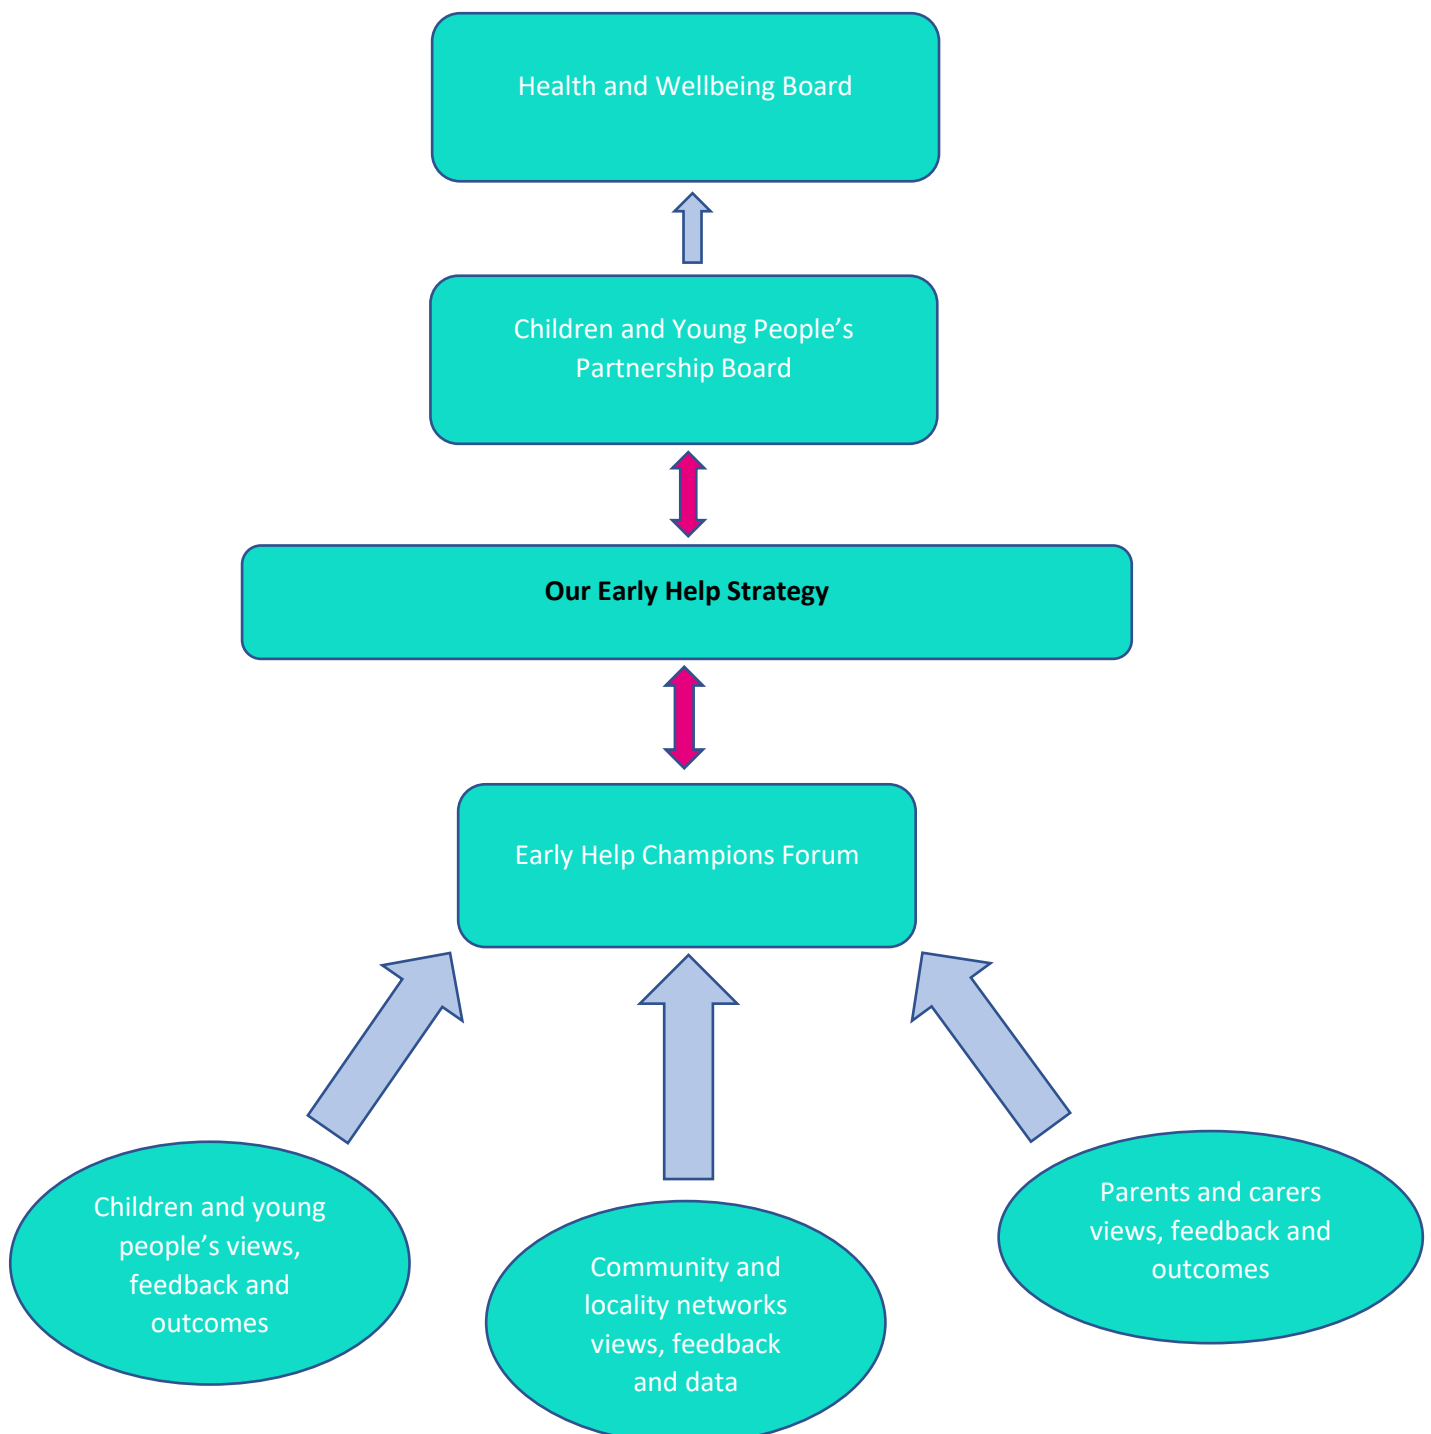 Health and Wellbeing Board
Children and Young People’s
Partnership Board
Our Early Help Strategy
Early Help Champions Forum
Children and young
people’s views,
feedback and
outcomes
Community and
locality networks
views, feedback
and data
Parents and carers
views, feedback and
outcomes